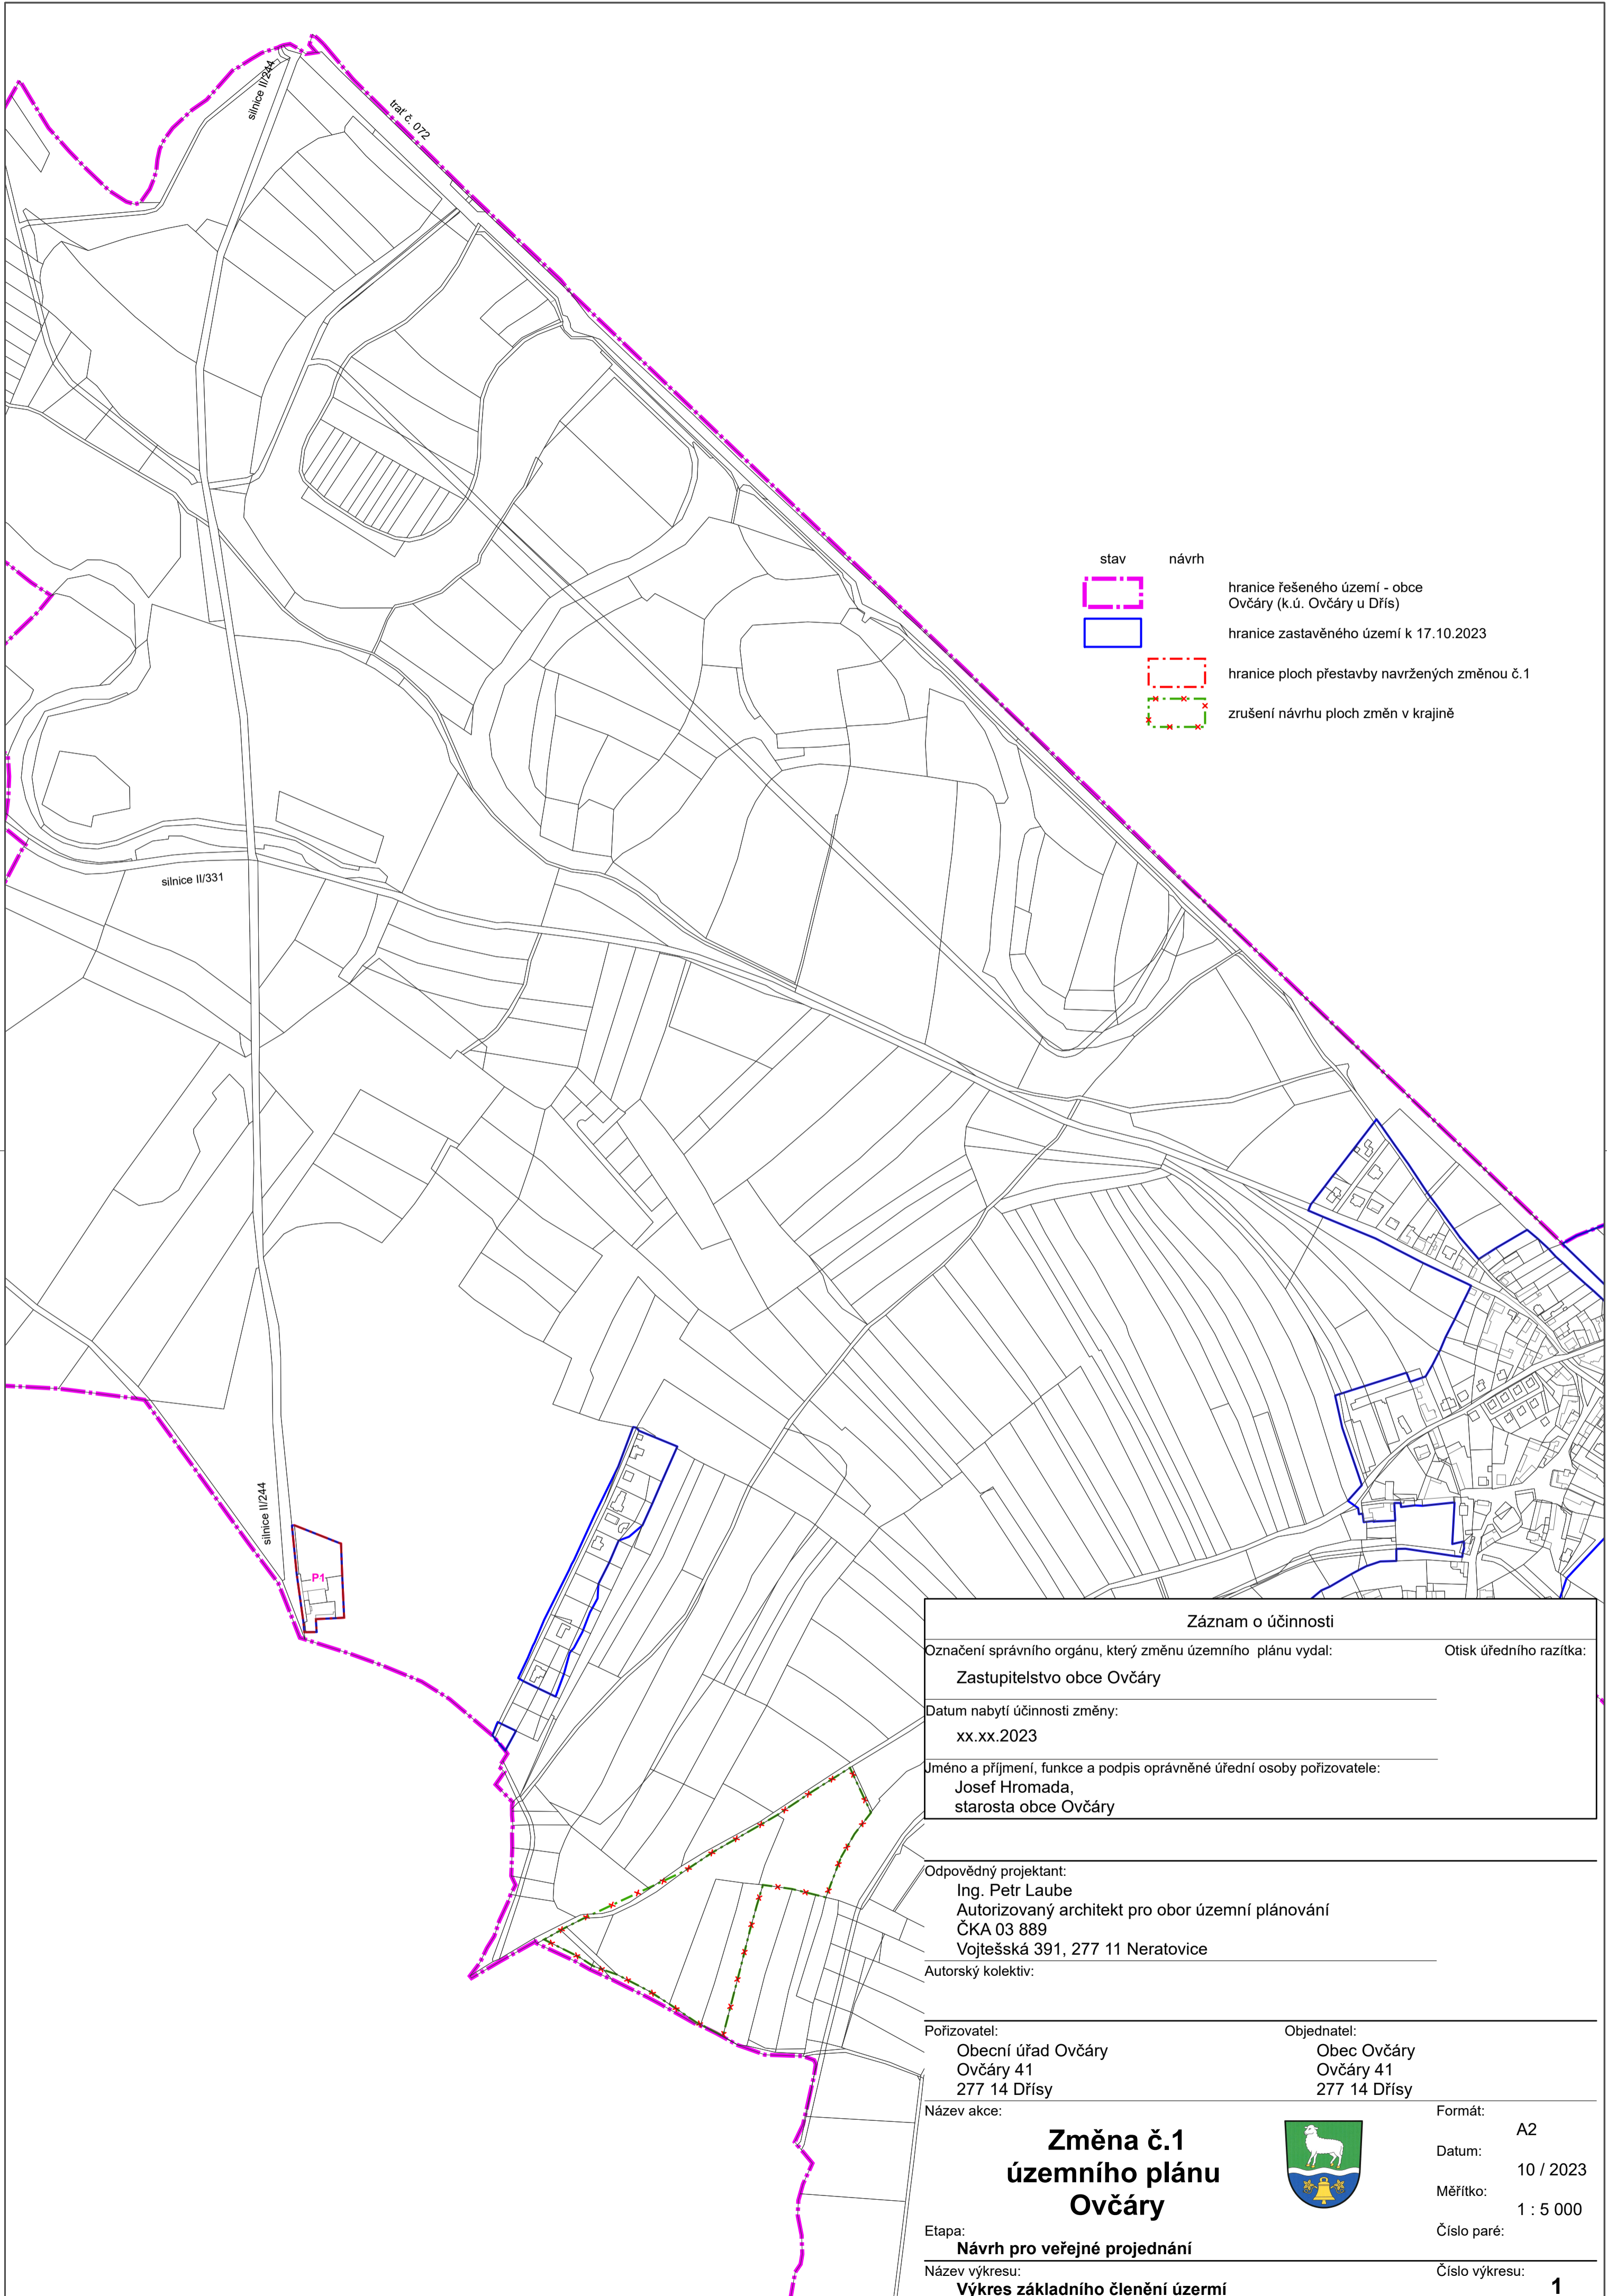 silnice II/244
trať č. 072
stav návrh
hranice řešeného území - obce
Ovčáry (k.ú. Ovčáry u Dřís)
hranice zastavěného území k 17.10.2023
hranice ploch přestavby navržených změnou č.1
zrušení návrhu ploch změn v krajině
silnice II/331
silnice II/244
P1
Záznam o účinnosti
Označení správního orgánu, který změnu územního plánu vydal:
Otisk úředního razítka:
Zastupitelstvo obce Ovčáry
Datum nabytí účinnosti změny:
xx.xx.2023
Jméno a příjmení, funkce a podpis oprávněné úřední osoby pořizovatele:
Josef Hromada,
starosta obce Ovčáry
Odpovědný projektant:
Ing. Petr Laube
Autorizovaný architekt pro obor územní plánování
ČKA 03 889
Vojtešská 391, 277 11 Neratovice
Autorský kolektiv:
Pořizovatel:
Obecní úřad Ovčáry
Ovčáry 41
277 14 Dřísy
Objednatel:
Obec Ovčáry
Ovčáry 41
277 14 Dřísy
Název akce:
Změna č.1
územního plánu
Ovčáry
Formát:
A2
Datum:
10 / 2023
Měřítko:
1 : 5 000
Etapa:
Návrh pro veřejné projednání
Číslo paré:
Název výkresu:
Výkres základního členění územrí
Číslo výkresu:
1